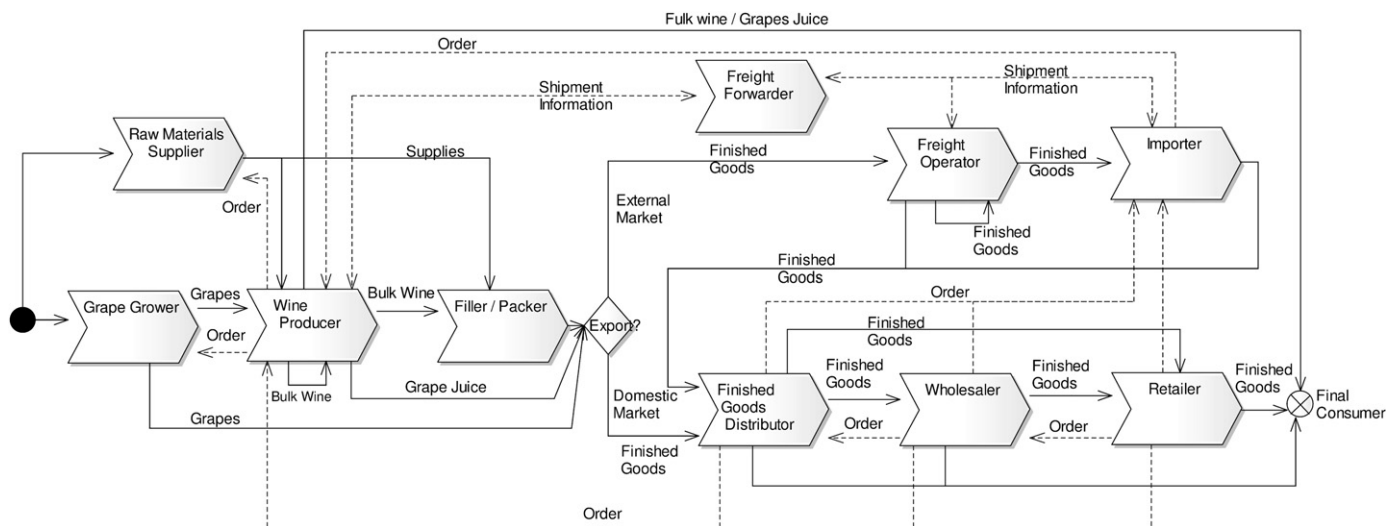 Fulk wine / Grapes Juice
Order
Freight
Forwarder
Shipment
Information
Shipment
Information
Raw Materials
Supplier
Supplies
Finished
Goods
Freight
Operator
Finished
Goods
Importer
Order
External
Market
Finished
Goods
Finished
Goods
Grape Grower
Grapes
Order
Wine
Producer
Bulk Wine
Filler / Packer
Export?
Order
Finished
Goods
Bulk Wine
Grape Juice
Grapes
Domestic
Market
Finished
Goods
Finished
Goods
Distributor
Finished
Goods
Order
Wholesaler
Finished
Goods
Order
Retailer
Finished
Goods
Final
Consumer
Order